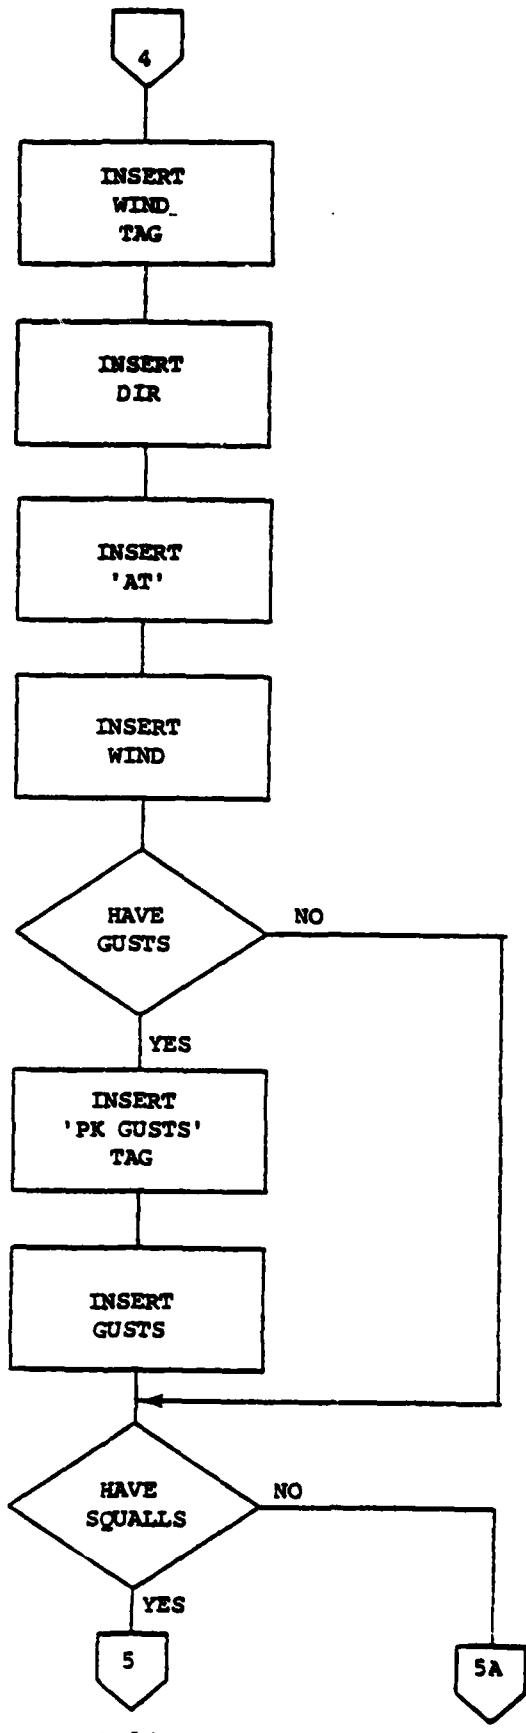 4
INSERT
WIND
TAG
INSERT
DIR
INSERT
'AT'
INSERT
WIND
HAVE
GUSTS
NO
YES
INSERT
'PK GUSTS'
TAG
INSERT
GUSTS
HAVE
SQUALLS
NO
YES
5
5A